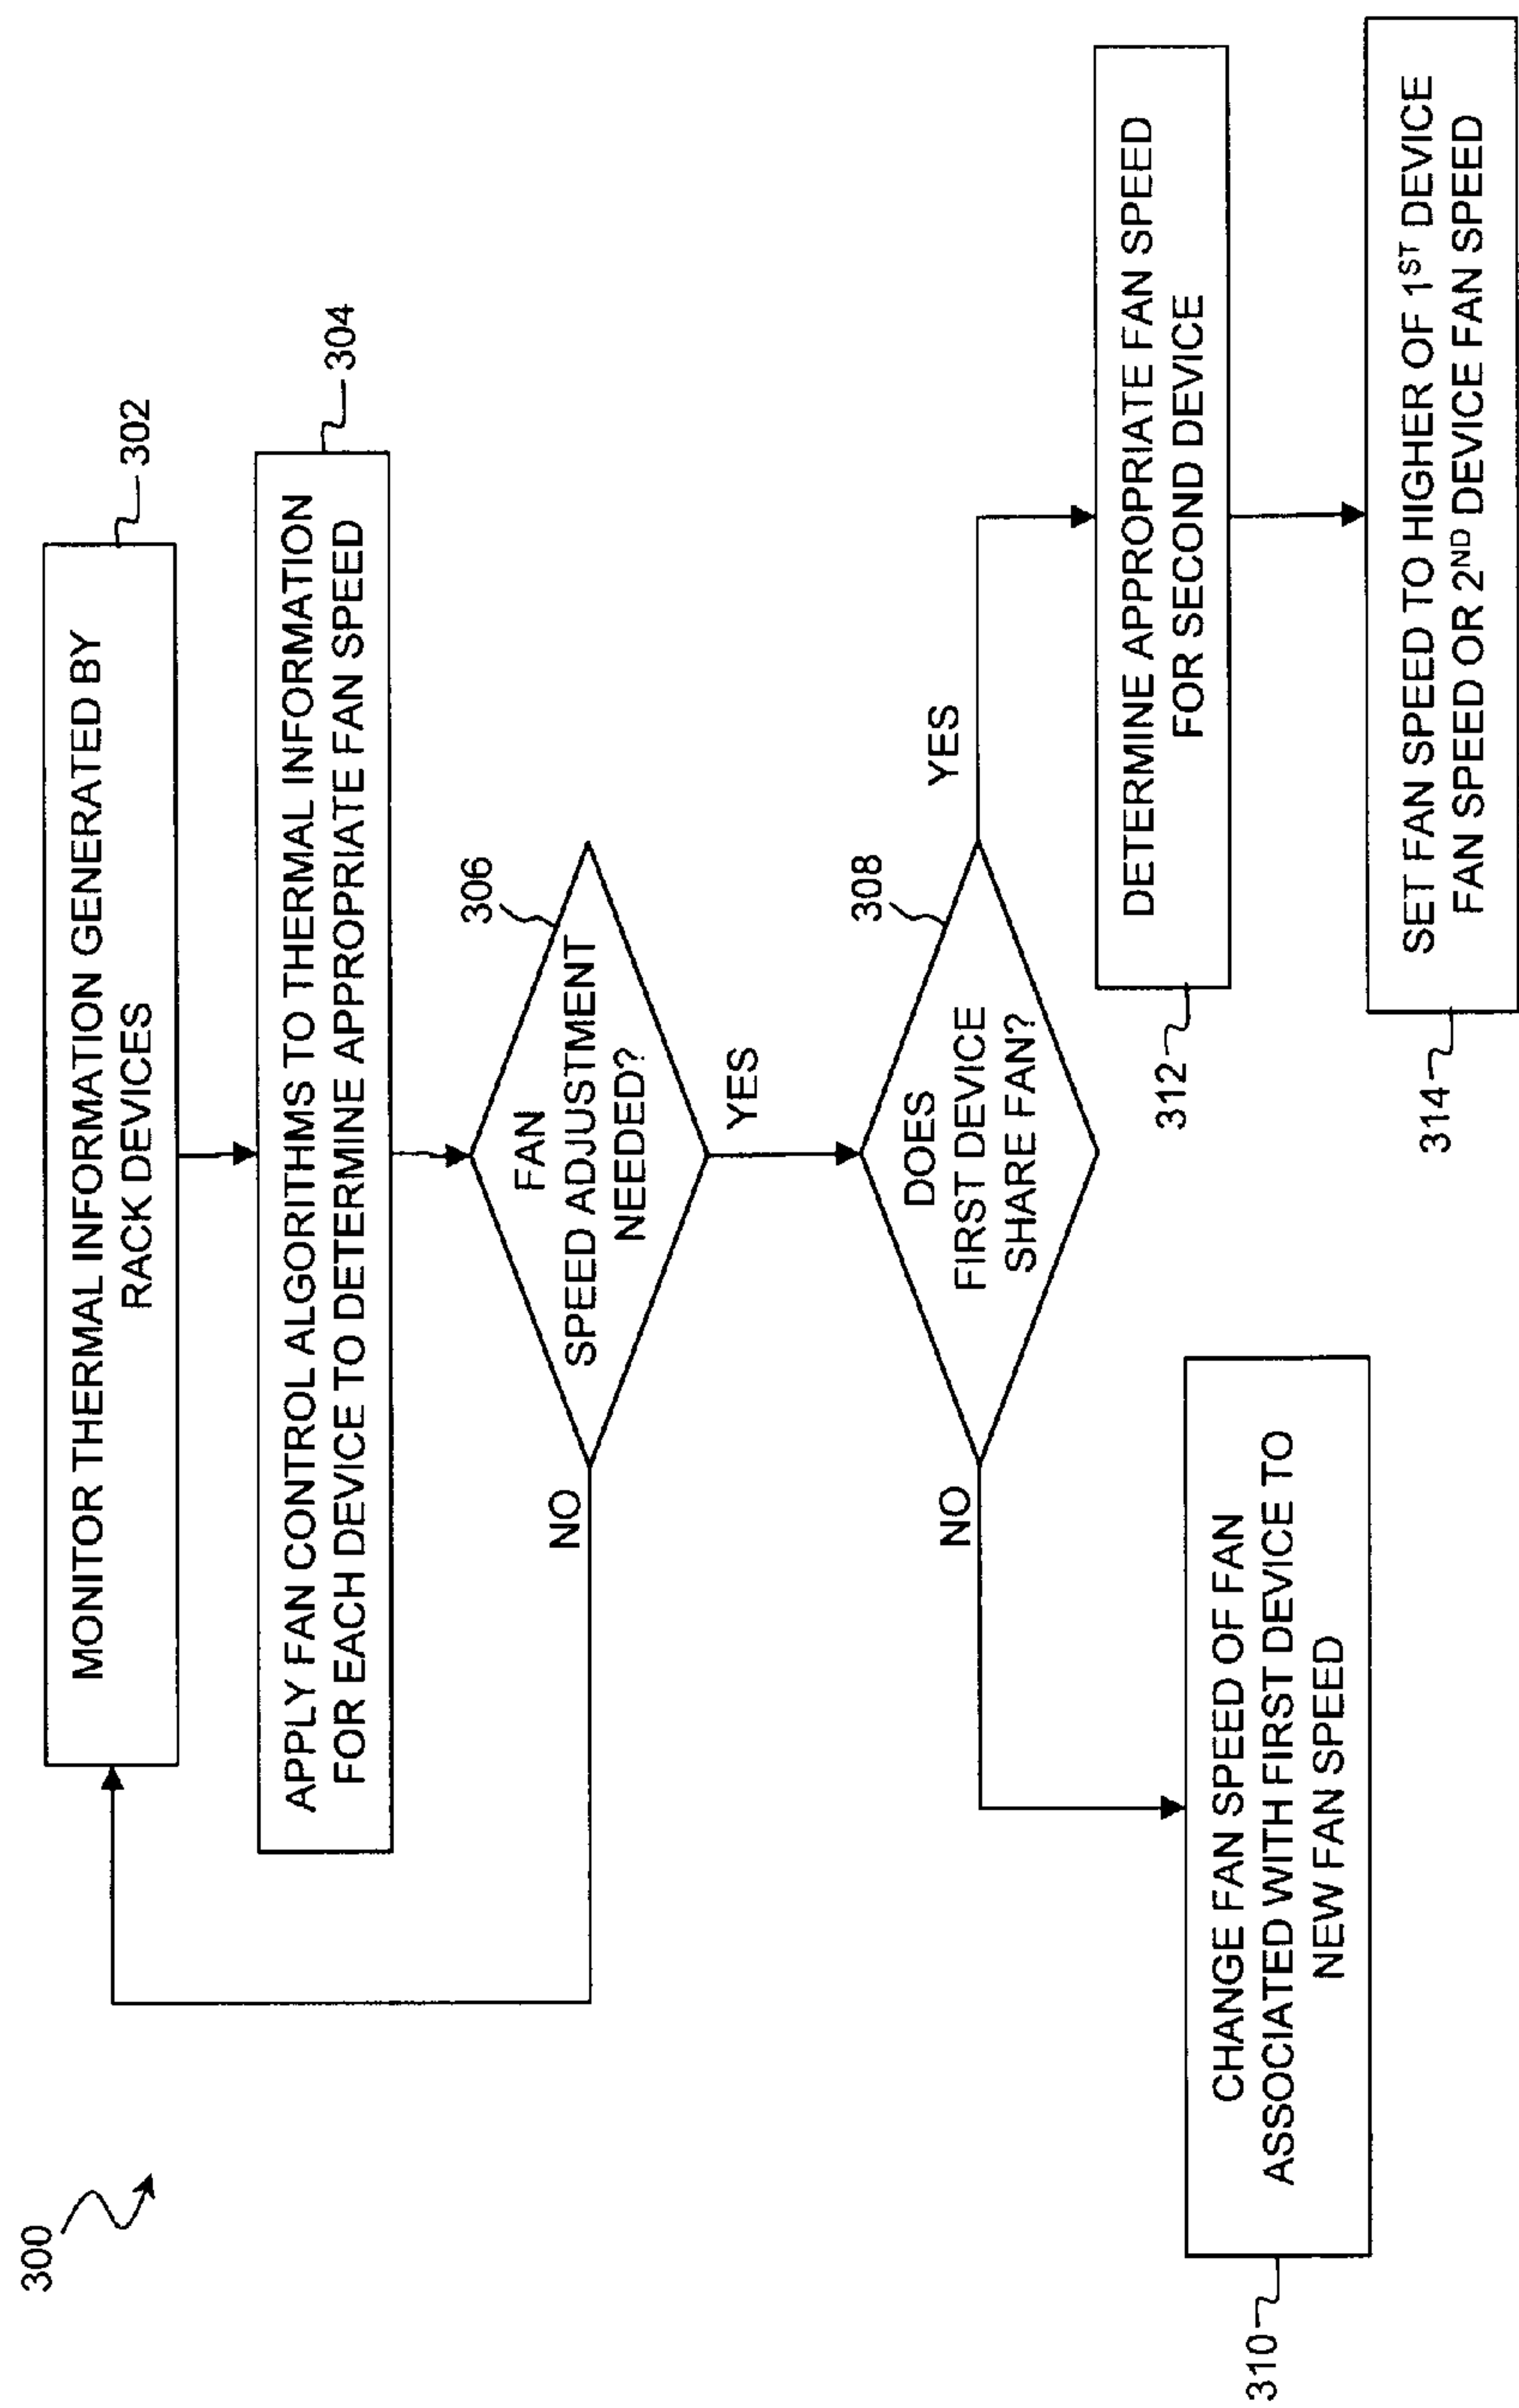 300
MONITOR THERMAL INFORMATION GENERATED BY
RACK DEVICES
302
APPLY FAN CONTROL ALGORITHMS TO THERMAL INFORMATION
FOR EACH DEVICE TO DETERMINE APPROPRIATE FAN SPEED
304
FAN
SPEED ADJUSTMENT
NEEDED?
306
NO
YES
DOES
FIRST DEVICE
SHARE FAN?
308
NO
YES
CHANGE FAN SPEED OF FAN
ASSOCIATED WITH FIRST DEVICE TO
NEW FAN SPEED
310
DETERMINE APPROPRIATE FAN SPEED
FOR SECOND DEVICE
312
SET FAN SPEED TO HIGHER OF 1ST DEVICE
FAN SPEED OR 2ND DEVICE FAN SPEED
314